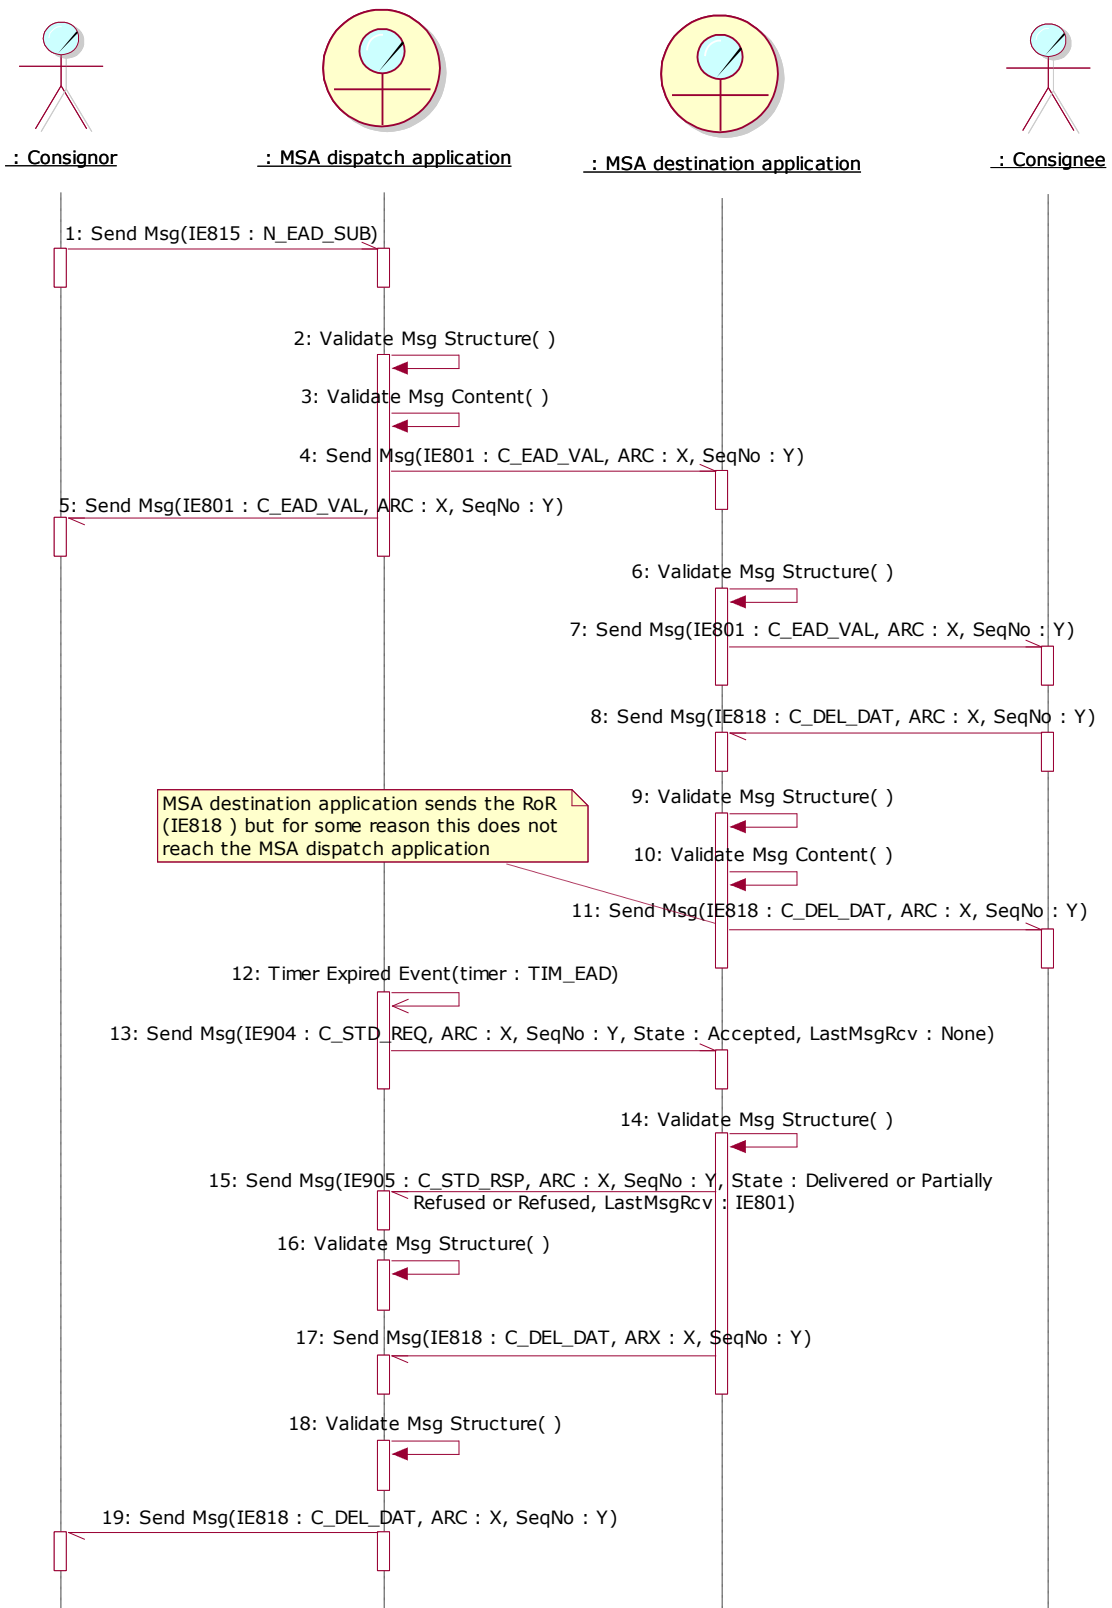 : Consignor
: MSA dispatch application
: MSA destination application
: Consignee
1: Send Msg(IE815 : N_EAD_SUB)
2: Validate Msg Structure( )
3: Validate Msg Content( )
4: Send Msg(IE801 : C_EAD_VAL, ARC : X, SeqNo : Y)
5: Send Msg(IE801 : C_EAD_VAL, ARC : X, SeqNo : Y)
6: Validate Msg Structure( )
7: Send Msg(IE801 : C_EAD_VAL, ARC : X, SeqNo : Y)
8: Send Msg(IE818 : C_DEL_DAT, ARC : X, SeqNo : Y)
MSA destination application sends the RoR
(IE818 ) but for some reason this does not
reach the MSA dispatch application
9: Validate Msg Structure( )
10: Validate Msg Content( )
11: Send Msg(IE818 : C_DEL_DAT, ARC : X, SeqNo : Y)
12: Timer Expired Event(timer : TIM_EAD)
13: Send Msg(IE904 : C_STD_REQ, ARC : X, SeqNo : Y, State : Accepted, LastMsgRcv : None)
14: Validate Msg Structure( )
15: Send Msg(IE905 : C_STD_RSP, ARC : X, SeqNo : Y, State : Delivered or Partially
Refused or Refused, LastMsgRcv : IE801)
16: Validate Msg Structure( )
17: Send Msg(IE818 : C_DEL_DAT, ARX : X, SeqNo : Y)
18: Validate Msg Structure( )
19: Send Msg(IE818 : C_DEL_DAT, ARC : X, SeqNo : Y)